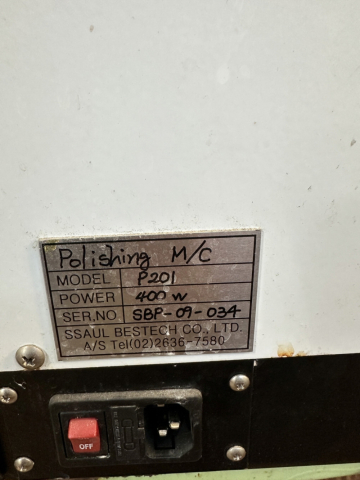 Polishing M/C
MODEL P201
POWER 400 W
SER.NO SBP-09-034
SSAUL BESTECH CO., LTD.
A/S Tel(02)2636-7580
OFF